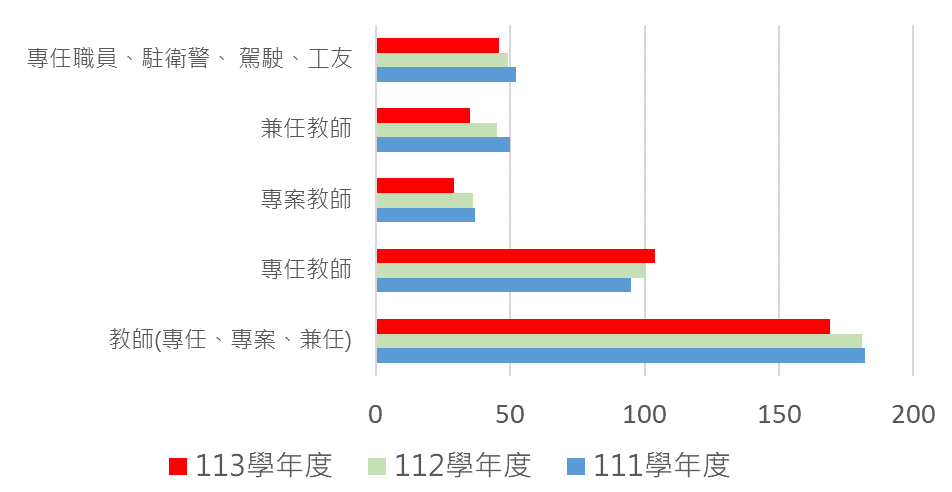 專任職員、駐衛警、 駕駛、工友
兼任教師
專案教師
專任教師
教師(專任、專案、兼任)
0 50 100 150 200
113學年度 112學年度 111學年度